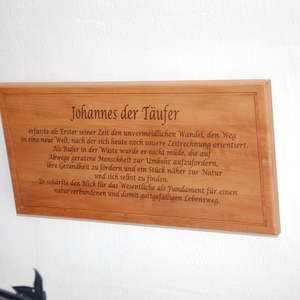 Johannes der Täufer
erfasste als Erster seiner Zeit den unvermeidlichen Wandel, den Weg
in eine neue Welt, nach der sich heute noch unsere Zeitrechnung orientiert.
Als Rufer in der Wüste wurde er nicht müde, die auf
Abwege geratene Menschheit zur Umkehr aufzufordern,
ihre Gesundheit zu fördern und ein Stück näher zur Natur
und sich selbst zu finden.
Er schärfte den Blick für das Wesentliche als Fundament für einen
naturverbundenen und damit gottgefälligen Lebensweg.